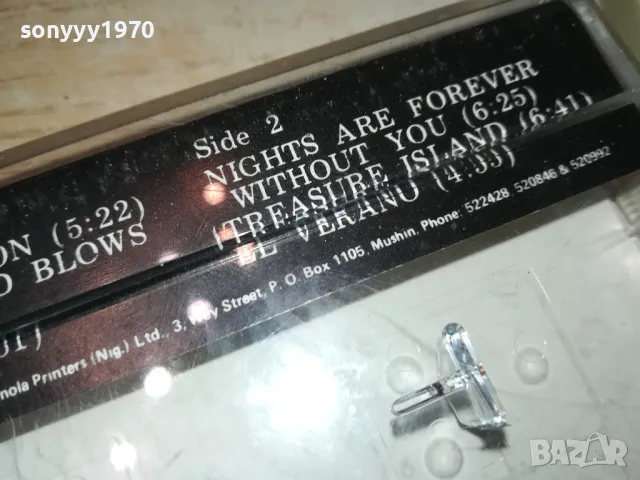 sonyyy1970
Side 2
NIGHTS ARE FOREVER
WITHOUT YOU (6:25)
TREASURE ISLAND (6:41)
EL VERANO (4:33)
ON (5:22)
BLOWS
Printers (Nig.) Ltd., 3, Street, P. O. Box 1105, Mushin. Phone: 522428, 520846 & 520992
BAZAR
bg